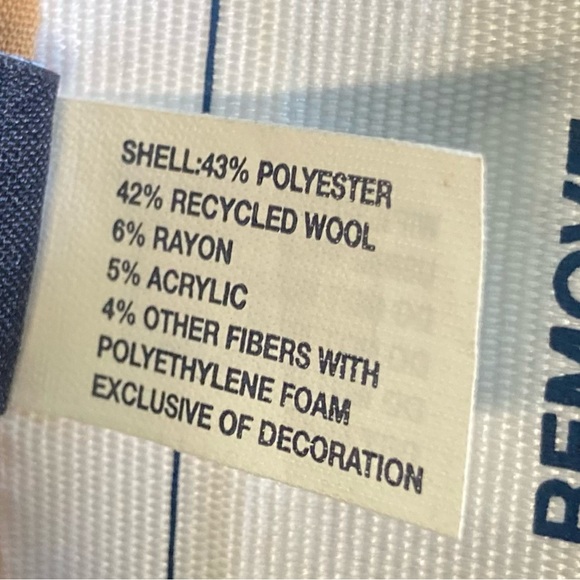 SHELL:43% POLYESTER
42% RECYCLED WOOL
6% RAYON
5% ACRYLIC
4% OTHER FIBERS WITH
POLYETHYLENE FOAM
EXCLUSIVE OF DECORATION
REMOVE